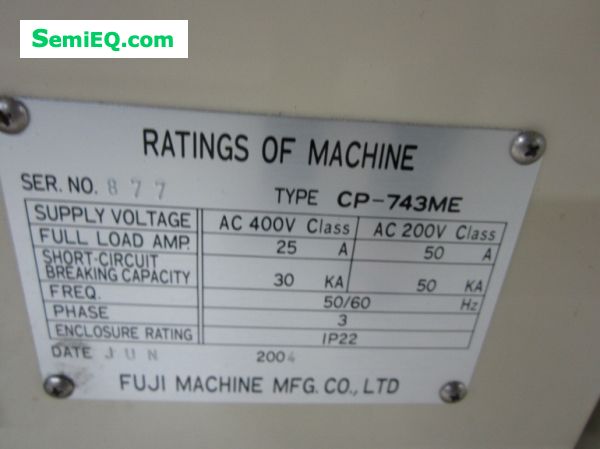 SemiEQ.com
RATINGS OF MACHINE
SER. NO. 877 TYPE CP-743ME
SUPPLY VOLTAGE AC 400V Class AC 200V Class
FULL LOAD AMP. 25 A 50 A
SHORT-CIRCUIT
BREAKING CAPACITY 30 KA 50 KA
FREQ. 50/60 Hz
PHASE 3
ENCLOSURE RATING IP22
DATE JUN 2004
FUJI MACHINE MFG. CO., LTD